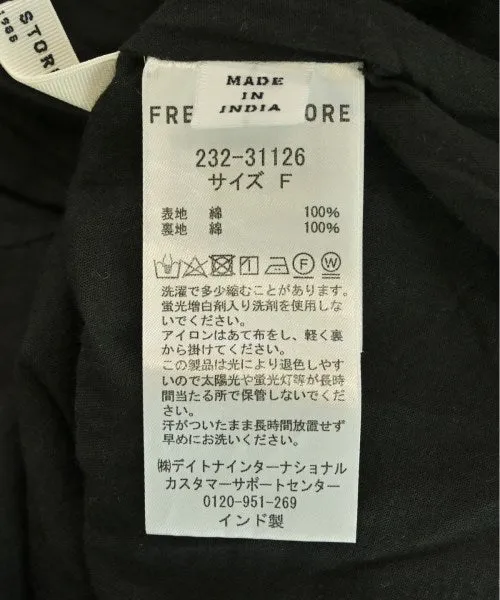 STOR
1986
MADE
IN
INDIA
FRE ORE
232-31126
サイズ F
表地 綿 100%
裏地 綿 100%
F W
洗濯で多少縮むことがあります。
蛍光増白剤入り洗剤を使用しな
いでください。
アイロンはあて布をし、軽く裏
から掛けてください。
この製品は光により退色しやす
いので太陽光や蛍光灯等が長時
間当たる所で保管しないでくだ
さい。
汗がついたまま長時間放置せず
早めにお洗いください。
㈱デイトナインターナショナル
カスタマーサポートセンター
0120-951-269
インド製